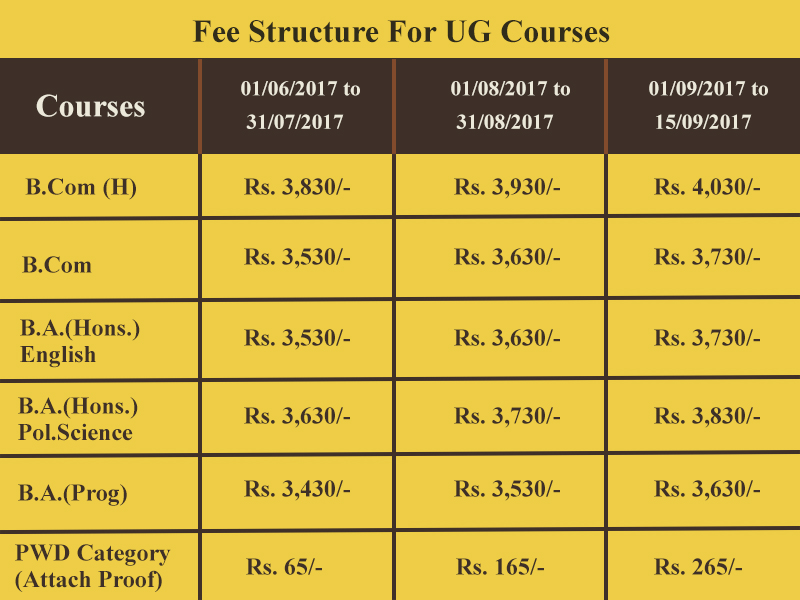 Fee Structure For UG Courses
Courses
01/06/2017 to
31/07/2017
01/08/2017 to
31/08/2017
01/09/2017 to
15/09/2017
B.Com (H) Rs. 3,830/- Rs. 3,930/- Rs. 4,030/-
B.Com Rs. 3,530/- Rs. 3,630/- Rs. 3,730/-
B.A.(Hons.)
English
Rs. 3,530/- Rs. 3,630/- Rs. 3,730/-
B.A.(Hons.)
Pol.Science
Rs. 3,630/- Rs. 3,730/- Rs. 3,830/-
B.A.(Prog) Rs. 3,430/- Rs. 3,530/- Rs. 3,630/-
PWD Category
(Attach Proof)
Rs. 65/- Rs. 165/- Rs. 265/-